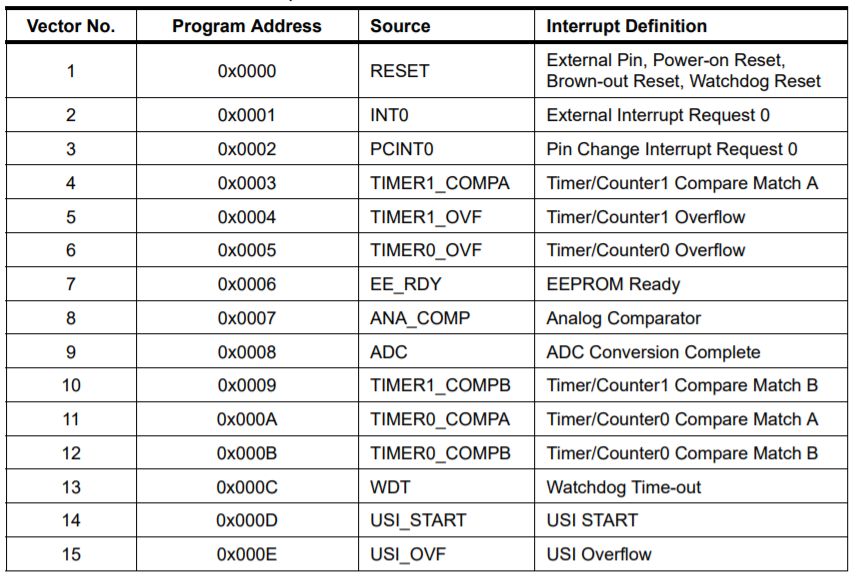 Vector No. Program Address Source Interrupt Definition
1 0x0000 RESET External Pin, Power-on Reset,
Brown-out Reset, Watchdog Reset
2 0x0001 INT0 External Interrupt Request 0
3 0x0002 PCINT0 Pin Change Interrupt Request 0
4 0x0003 TIMER1_COMPA Timer/Counter1 Compare Match A
5 0x0004 TIMER1_OVF Timer/Counter1 Overflow
6 0x0005 TIMER0_OVF Timer/Counter0 Overflow
7 0x0006 EE_RDY EEPROM Ready
8 0x0007 ANA_COMP Analog Comparator
9 0x0008 ADC ADC Conversion Complete
10 0x0009 TIMER1_COMPB Timer/Counter1 Compare Match B
11 0x000A TIMER0_COMPA Timer/Counter0 Compare Match A
12 0x000B TIMER0_COMPB Timer/Counter0 Compare Match B
13 0x000C WDT Watchdog Time-out
14 0x000D USI_START USI START
15 0x000E USI_OVF USI Overflow